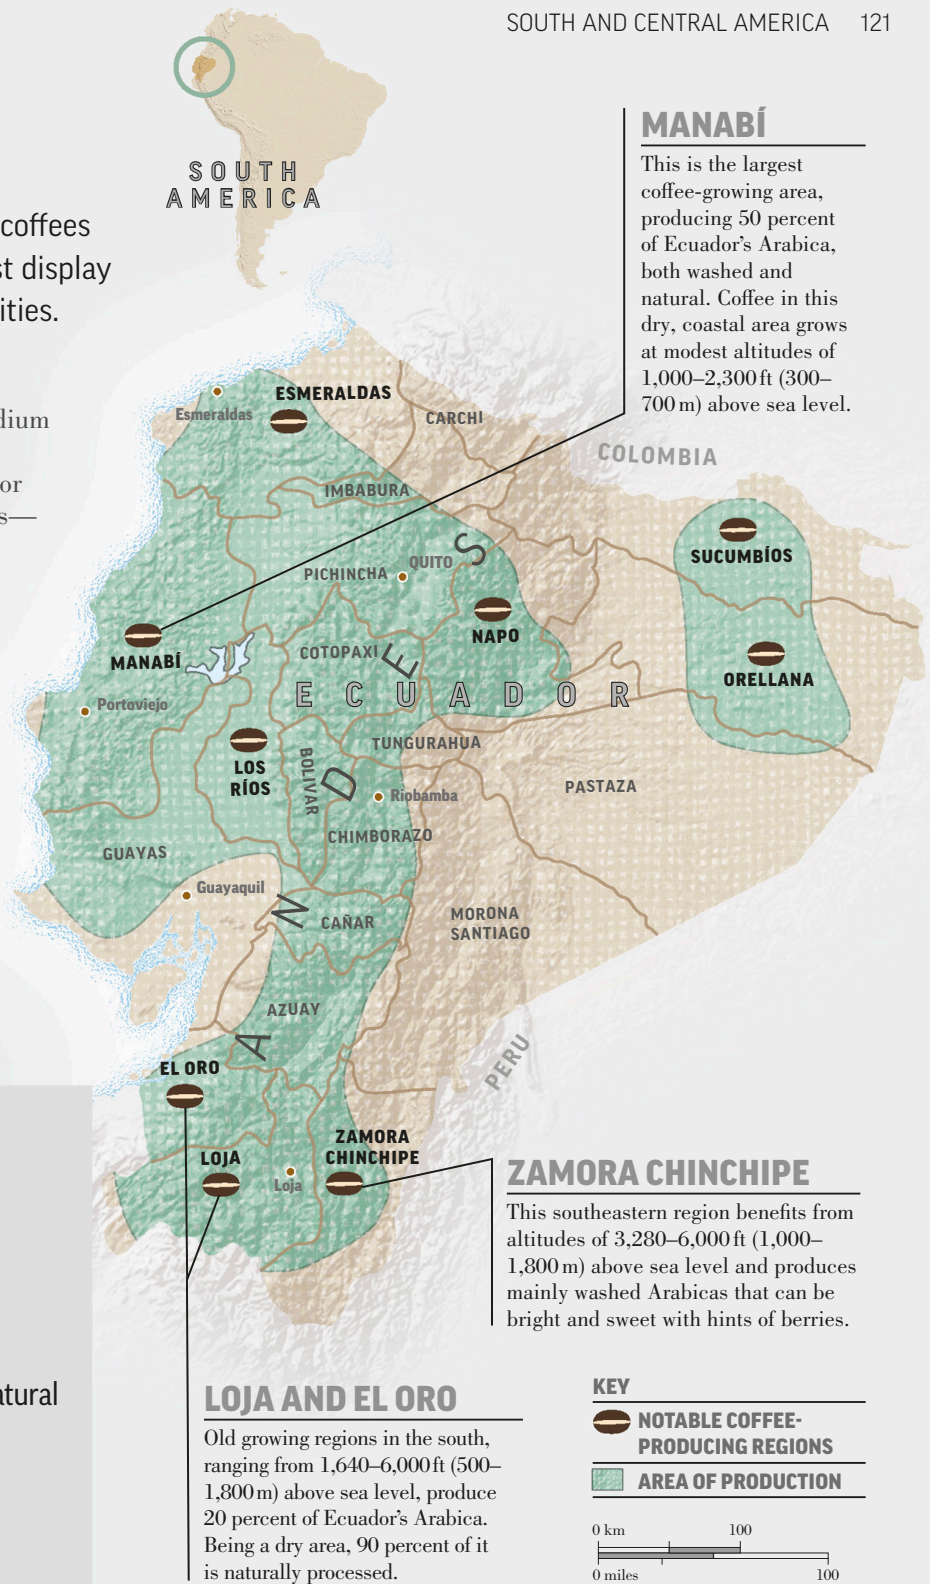 SOUTH AND CENTRAL AMERICA 121
SOUTH
AMERICA
coffees
display
MANABÍ
This is the largest
coffee-growing area,
producing 50 percent
of Ecuador's Arabica,
both washed and
natural. Coffee in this
dry, coastal area grows
at modest altitudes of
1,000–2,300 ft (300–
700 m) above sea level.
or
ESMERALDAS
Esmeraldas
CARCHI
COLOMBIA
IMBABURA
SUCUMBÍOS
QUITO
PICHINCHA
NAPO
MANABÍ
COTOPAXI
ORELLANA
ECUADOR
Portoviejo
TUNGURAHUA
LOS
RÍOS
BOLIVAR
PASTAZA
Riobamba
CHIMBORAZO
GUAYAS
Guayaquil
CAÑAR
MORONA
SANTIAGO
ANDES
AZUAY
PERU
EL ORO
ZAMORA
CHINCHIPE
LOJA
Loja
ZAMORA CHINCHIPE
This southeastern region benefits from
altitudes of 3,280–6,000 ft (1,000–
1,800 m) above sea level and produces
mainly washed Arabicas that can be
bright and sweet with hints of berries.
LOJA AND EL ORO
Old growing regions in the south,
ranging from 1,640–6,000 ft (500–
1,800 m) above sea level, produce
20 percent of Ecuador's Arabica.
Being a dry area, 90 percent of it
is naturally processed.
KEY
NOTABLE COFFEE-
PRODUCING REGIONS
AREA OF PRODUCTION
0 km 100
0 miles 100